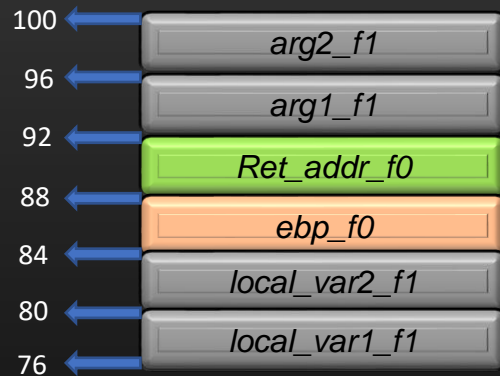 100
arg2_f1
96
arg1_f1
92
Ret_addr_f0
88
ebp_f0
84
local_var2_f1
80
local_var1_f1
76